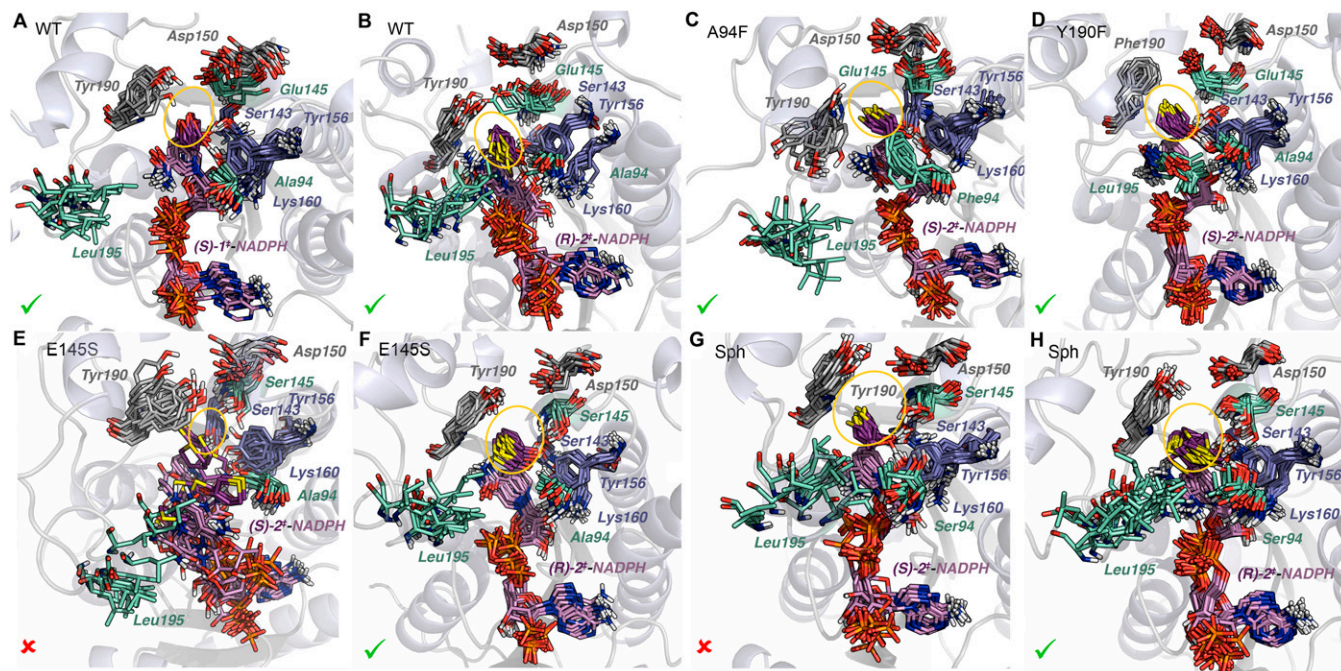 A WT
Asp150
Tyr190
Glu145
Ser143
Tyr156
Ala94
Lys160
Leu195
(S)-1‡-NADPH
✓
B WT
Asp150
Tyr190
Glu145
Ser143
Tyr156
Ala94
Lys160
Leu195
(R)-2‡-NADPH
✓
C A94F
Asp150
Glu145
Tyr156
Ser143
Tyr190
Lys160
Phe94
Leu195
(S)-2‡-NADPH
✓
D Y190F
Phe190
Asp150
Glu145
Ser143
Tyr156
Ala94
Leu195
Lys160
(S)-2‡-NADPH
✓
E E145S
Asp150
Tyr190
Ser145
Tyr156
Ser143
Lys160
Ala94
(S)-2‡-NADPH
Leu195
✘
F E145S
Tyr190
Asp150
Ser145
Ser143
Tyr156
Lys160
Leu195
Ala94
(R)-2‡-NADPH
✓
G Sph
Asp150
Tyr190
Ser145
Ser143
Tyr156
Lys160
Leu195
Ser94
(S)-2‡-NADPH
✘
H Sph
Asp150
Tyr190
Ser145
Ser143
Tyr156
Lys160
Leu195
Ser94
(R)-2‡-NADPH
✓